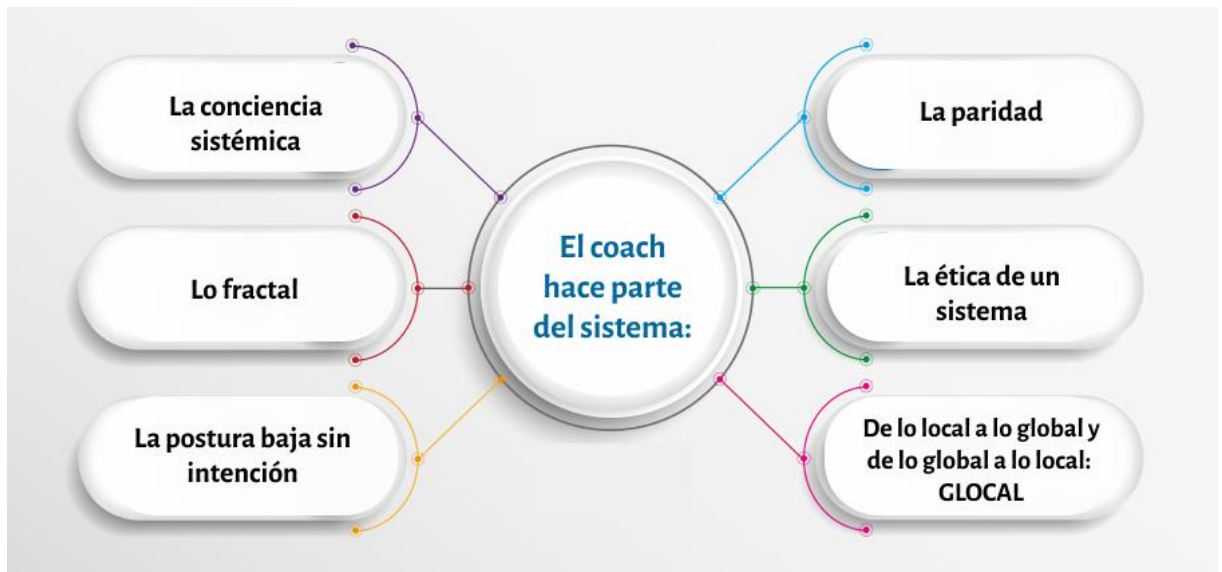 La conciencia
sistémica
Lo fractal
La postura baja sin
intención
El coach
hace parte
del sistema:
La paridad
La ética de un
sistema
De lo local a lo global y
de lo global a lo local:
GLOCAL